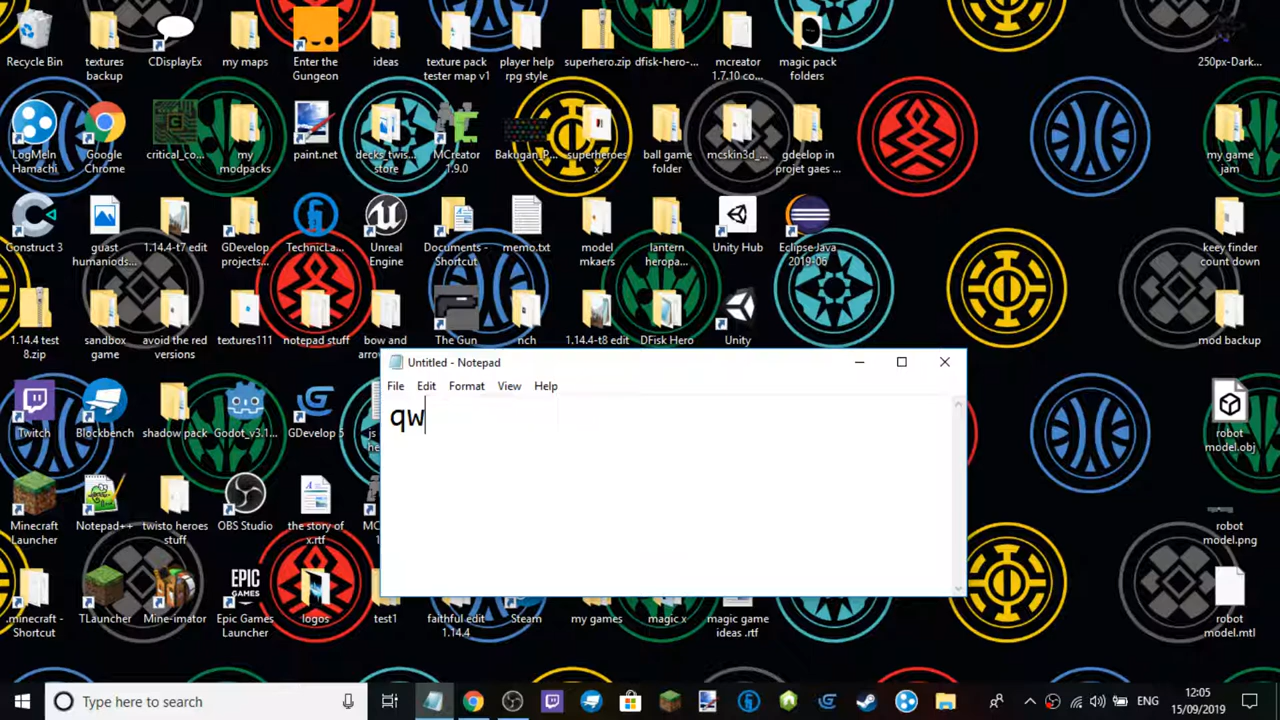 Recycle Bin
textures backup
CDisplayEx
my maps
Enter the Gungeon
ideas
texture pack tester map v1
player help rpg style
superhero.zip
dfisk-hero-...
mcreator 1.7.10 co...
magic pack folders
250px-Dark...
LogMeIn Hamachi
Google Chrome
critical_co...
my modpacks
paint.net
decks_twis... store
MCreator 1.9.0
Bakugan_P...
superheroes x
ball game folder
mcskin3d_...
gdeelop in projet gaes ...
my game jam
Construct 3
guast humaniods...
1.14.4-t7 edit
GDevelop projects...
TechnicLa...
Unreal Engine
Documents - Shortcut
memo.txt
model mkaers
lantern heropa...
Unity Hub
Eclipse Java 2019-06
keey finder count down
1.14.4 test 8.zip
sandbox game
avoid the red versions
textures111
notepad stuff
bow and arro
The Gun
nch
1.14.4-t8 edit
DFisk Hero
Unity
mod backup
Untitled - Notepad
File Edit Format View Help
qw
Twitch
Blockbench
shadow pack
Godot_v3.1...
GDevelop 5
js
he
robot model.obj
Minecraft Launcher
Notepad++
twisto heroes stuff
OBS Studio
the story of x.rtf
MC
robot model.png
.minecraft - Shortcut
TLauncher
Mine-imator
EPIC GAMES
Epic Games Launcher
logos
test1
faithful edit 1.14.4
Steam
my games
magic x
magic game ideas .rtf
robot model.mtl
Type here to search
ENG
12:05
15/09/2019